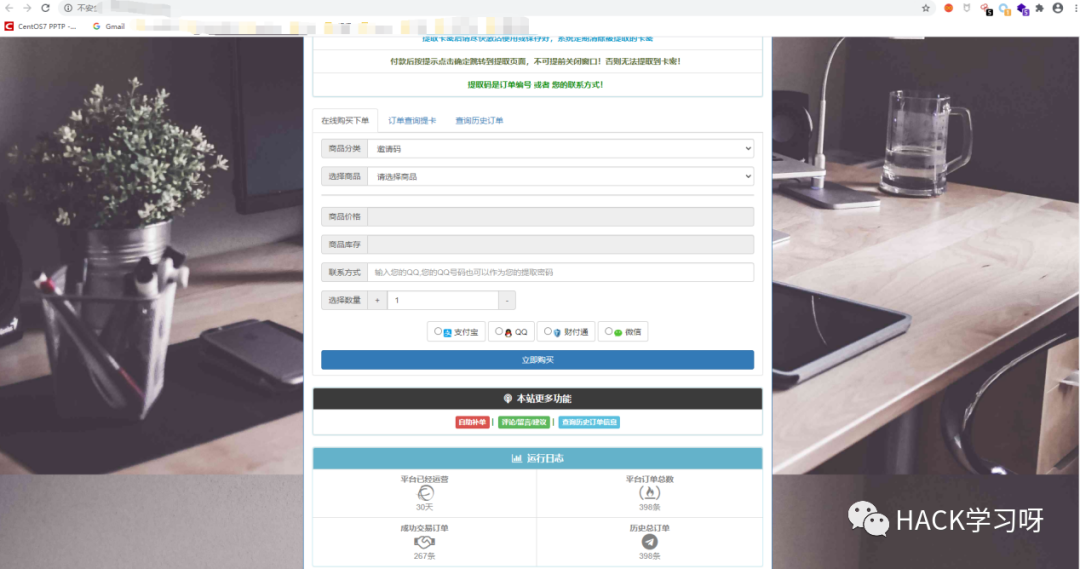 不安全
CentOS7 PPTP -...
Gmail
提取卡密后请尽快激活使用或保存好，系统定期清除被提取的卡密
付款后按提示点击确定跳转到提取页面，不可提前关闭窗口！否则无法提取到卡密！
提取码是订单编号 或者 您的联系方式！
在线购买下单 订单查询提卡 查询历史订单
商品分类 邀请码
选择商品 请选择商品
商品价格
商品库存
联系方式 输入您的QQ,您的QQ号码也可以作为您的提取密码
选择数量 + 1 -
支付宝 QQ 财付通 微信
立即购买
本站更多功能
自助补单 | 评论/留言/建议 | 查询历史订单信息
运行日志
平台已经运营 平台订单总数
30天 398条
成功交易订单 历史总订单
267条 398条
HACK学习呀